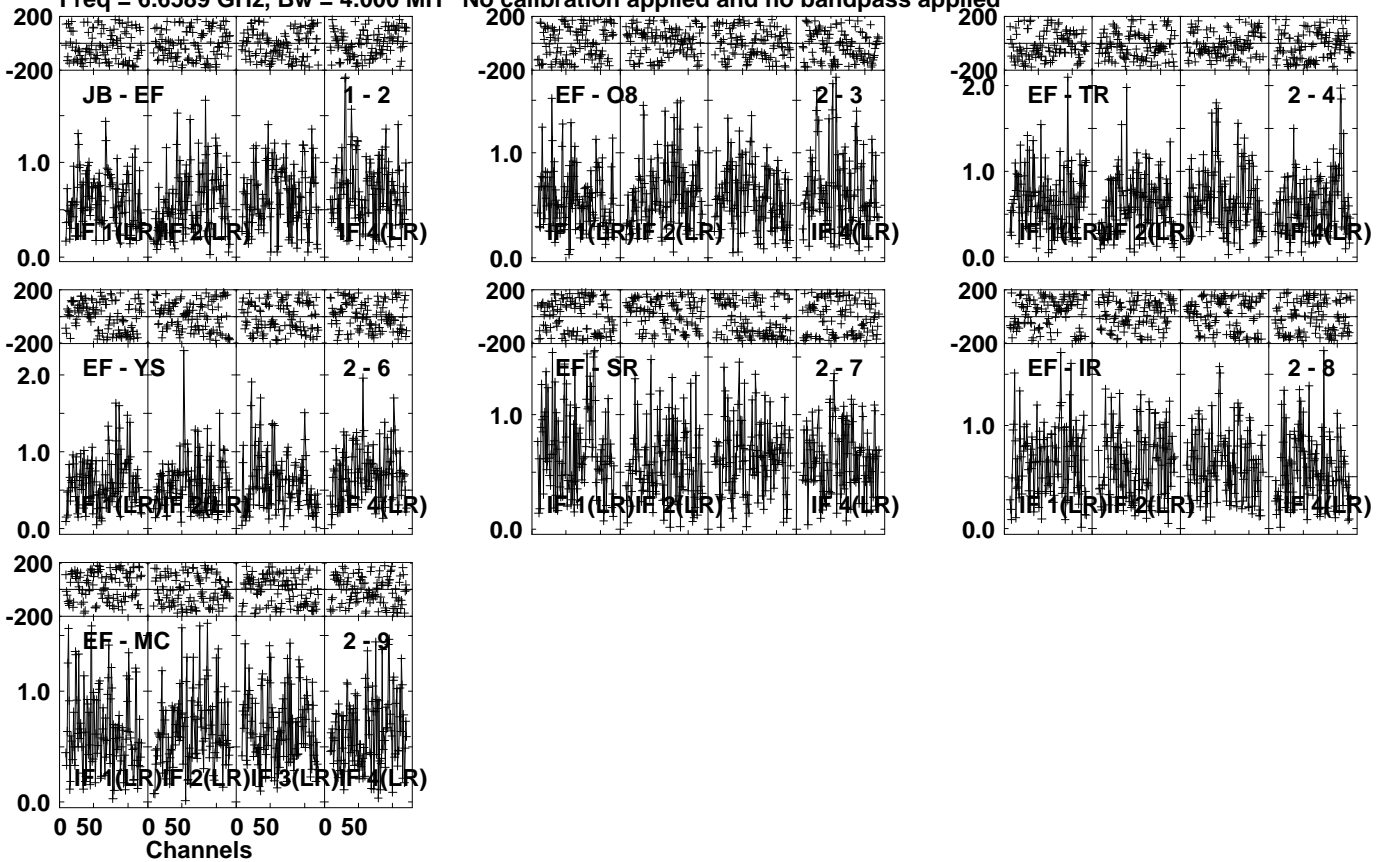 Freq = 6.6589 GHz, Bw = 4.000 MH No calibration applied and no bandpass applied
200
-200
JB - EF 1 - 2
1.0
0.0
IF 1(LR) IF 2(LR) IF 4(LR)
200
-200
EF - O8 2 - 3
1.0
0.0
IF 1(LR) IF 2(LR) IF 4(LR)
200
-200
2.0
EF - TR 2 - 4
1.0
0.0
IF 1(LR) IF 2(LR) IF 4(LR)
200
-200
EF - YS 2 - 6
2.0
1.0
0.0
IF 1(LR) IF 2(LR) IF 4(LR)
200
-200
EF - SR 2 - 7
1.0
0.0
IF 1(LR) IF 2(LR) IF 4(LR)
200
-200
EF - IR 2 - 8
1.0
0.0
IF 1(LR) IF 2(LR) IF 4(LR)
200
-200
EF - MC 2 - 9
1.0
0.0
IF 1(LR) IF 2(LR) IF 3(LR) IF 4(LR)
0 50 0 50 0 50 0 50
Channels